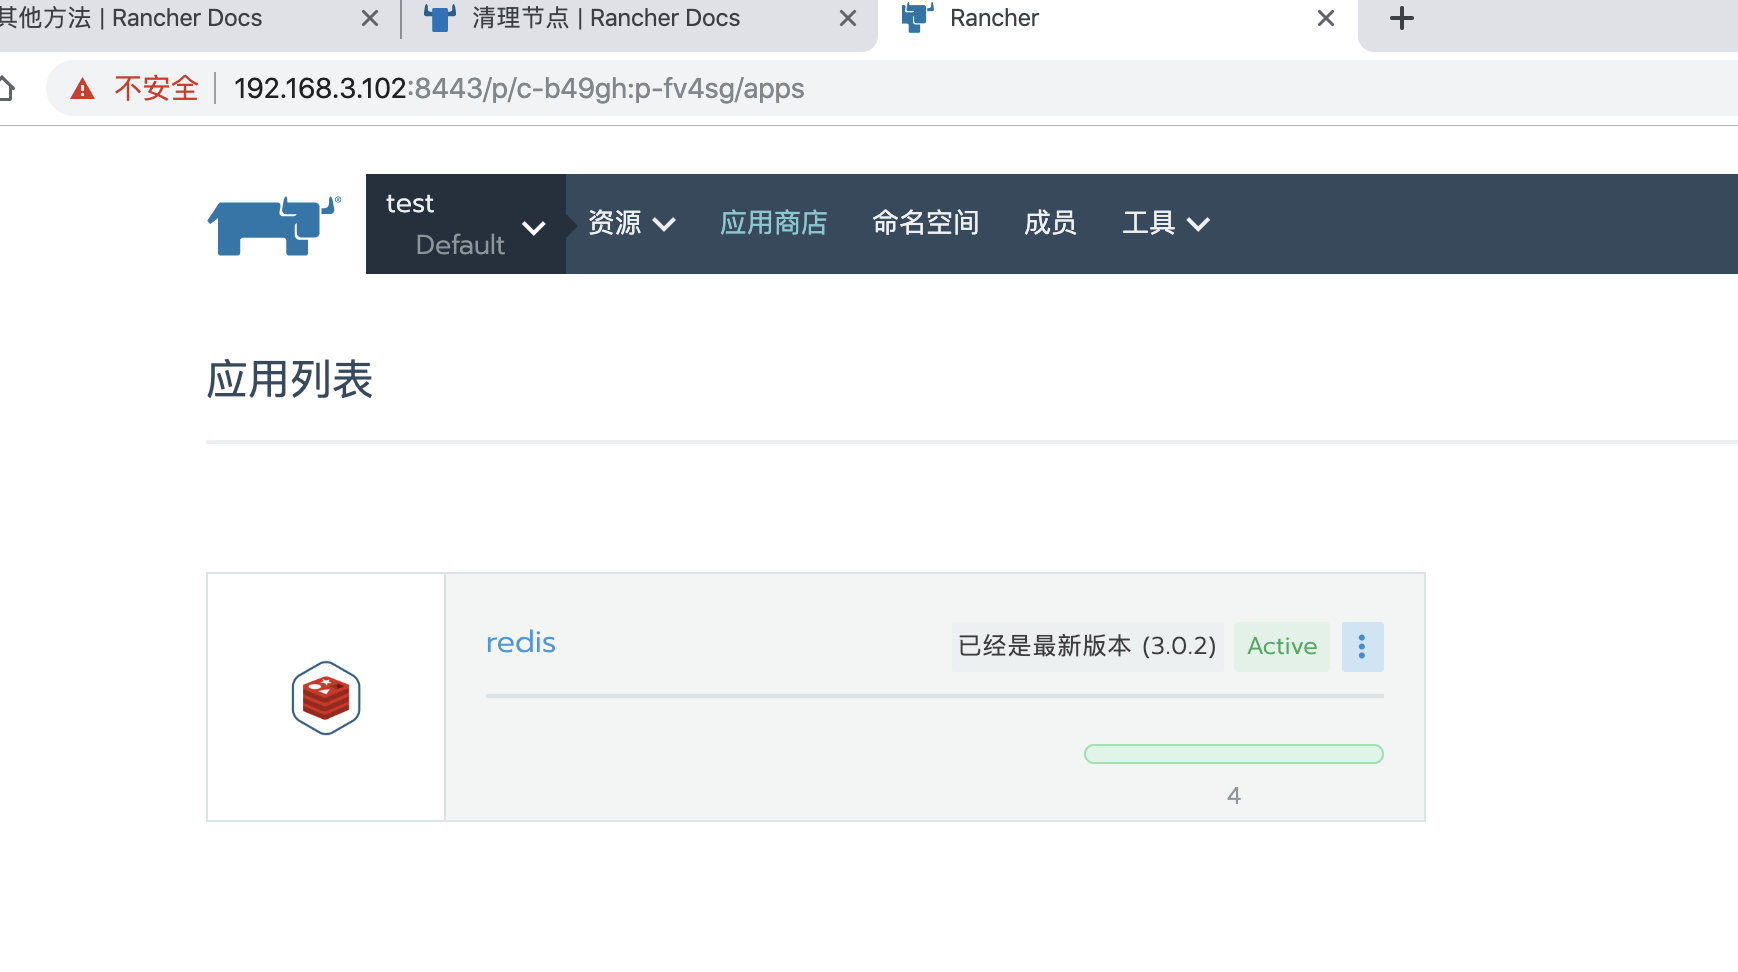 其他方法 | Rancher Docs
清理节点 | Rancher Docs
Rancher
不安全
192.168.3.102:8443/p/c-b49gh:p-fv4sg/apps
test
Default
资源
应用商店
命名空间
成员
工具
应用列表
redis
已经是最新版本 (3.0.2)
Active
4